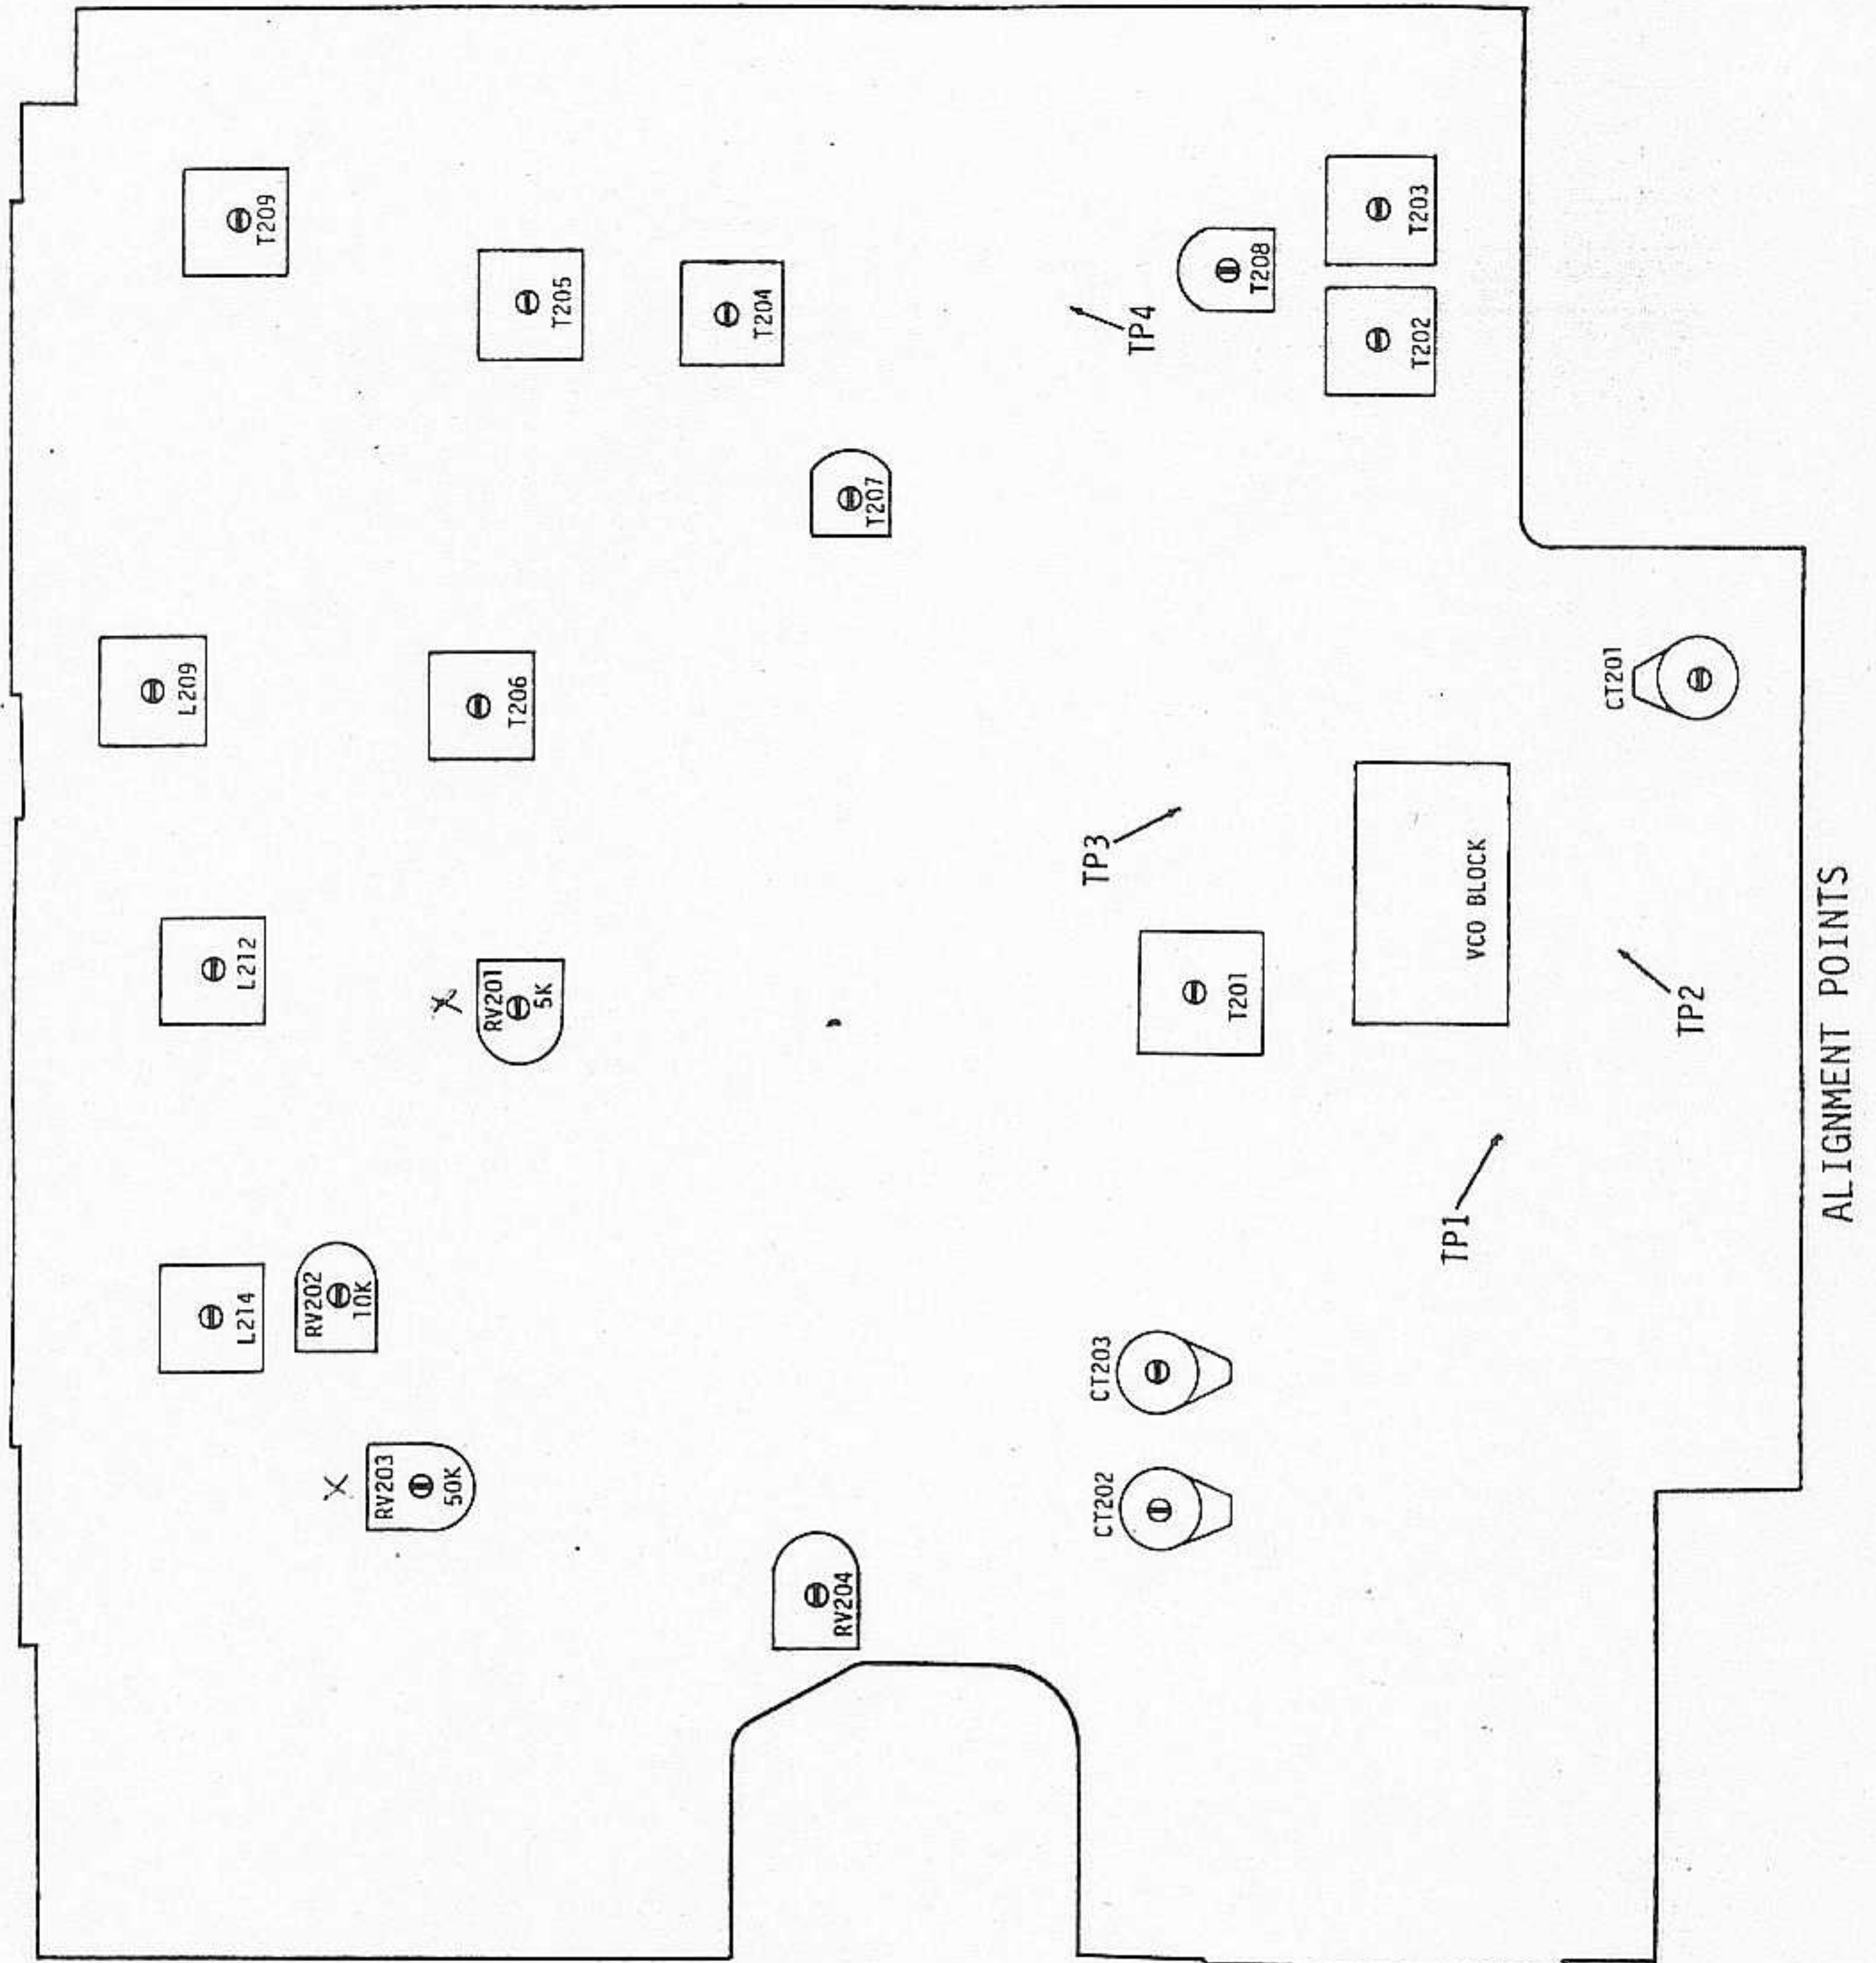 T209
T205
T204
TP4
T208
T203
T202
T207
L209
T206
CT201
TP3
VCO BLOCK
T201
TP2
TP1
L212
X
RV201
5K
L214
RV202
10K
X
RV203
50K
CT203
CT202
RV204
ALIGNMENT POINTS